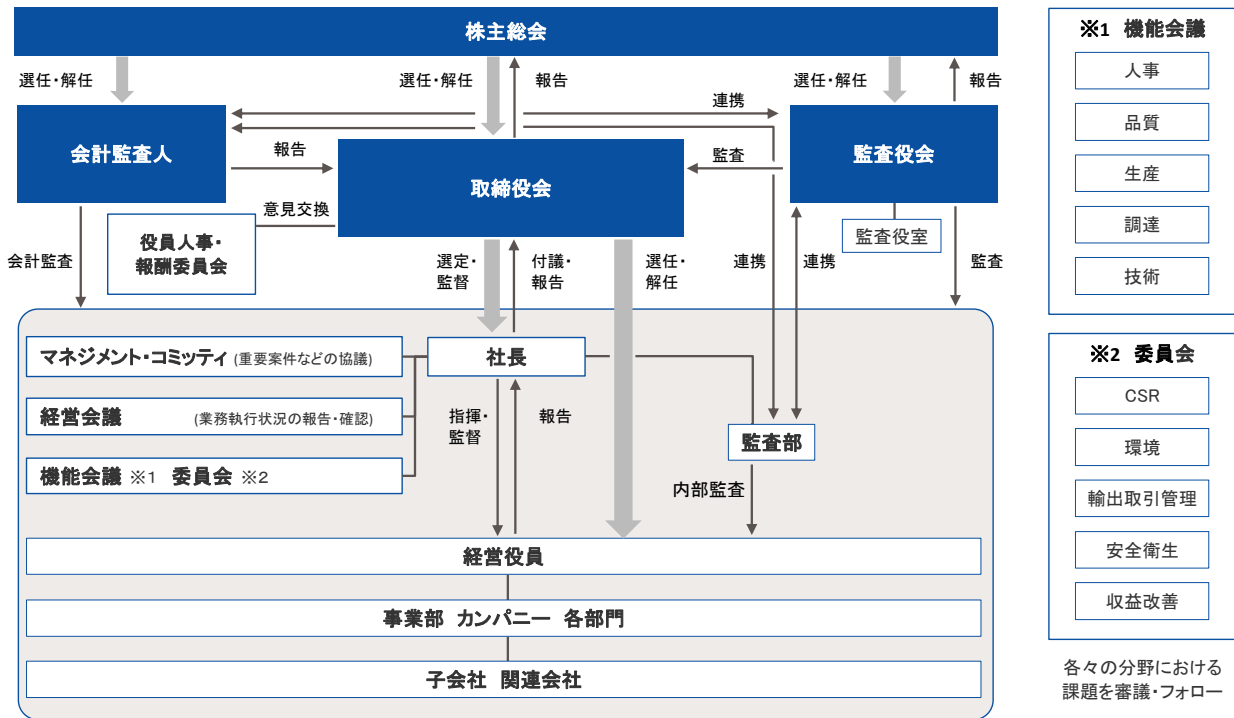 株主総会
選任・解任
選任・解任
報告
選任・解任
報告
連携
会計監査人
報告
取締役会
監査
監査役会
意見交換
役員人事・
報酬委員会
監査役室
会計監査
選定・
監督
付議・
報告
選任・
解任
連携
連携
監査
マネジメント・コミッティ (重要案件などの協議)
社長
経営会議 (業務執行状況の報告・確認)
指揮・
監督
報告
監査部
機能会議 ※1 委員会 ※2
内部監査
経営役員
事業部 カンパニー 各部門
子会社 関連会社
※1 機能会議
人事
品質
生産
調達
技術
※2 委員会
CSR
環境
輸出取引管理
安全衛生
収益改善
各々の分野における
課題を審議・フォロー